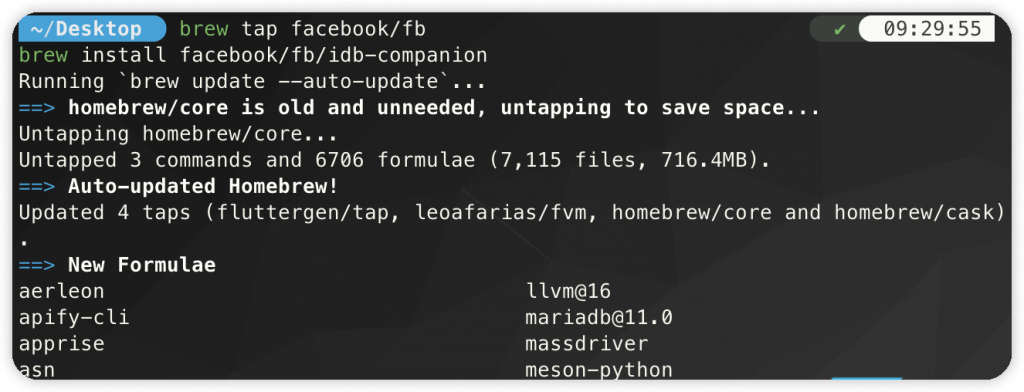 ~/Desktop brew tap facebook/fb ✔ 09:29:55
brew install facebook/fb/idb-companion
Running `brew update --auto-update`...
==> homebrew/core is old and unneeded, untapping to save space...
Untapping homebrew/core...
Untapped 3 commands and 6706 formulae (7,115 files, 716.4MB).
==> Auto-updated Homebrew!
Updated 4 taps (fluttergen/tap, leoafarias/fvm, homebrew/core and homebrew/cask)
.
==> New Formulae
aerleon llvm@16
apify-cli mariadb@11.0
apprise massdriver
asn meson-python